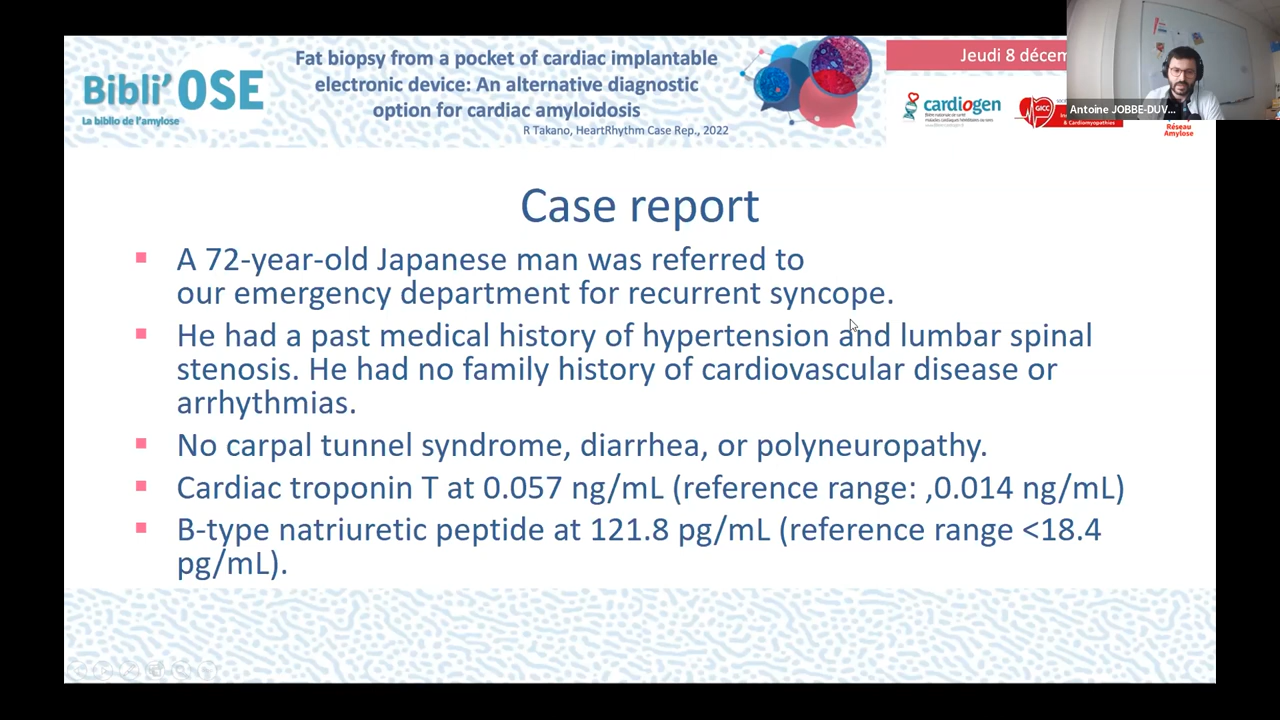 Bibli'OSE
La biblio de l'amylose
Fat biopsy from a pocket of cardiac implantable
electronic device: An alternative diagnostic
option for cardiac amyloidosis
R Takano, HeartRhythm Case Rep., 2022
Jeudi 8 décem
cardiogen
GICC
& Cardiomyopathies
Réseau
Amylose
Antoine JOBBE-DUV...
Case report
A 72-year-old Japanese man was referred to
our emergency department for recurrent syncope.
He had a past medical history of hypertension and lumbar spinal
stenosis. He had no family history of cardiovascular disease or
arrhythmias.
No carpal tunnel syndrome, diarrhea, or polyneuropathy.
Cardiac troponin T at 0.057 ng/mL (reference range: ,0.014 ng/mL)
B-type natriuretic peptide at 121.8 pg/mL (reference range <18.4
pg/mL).